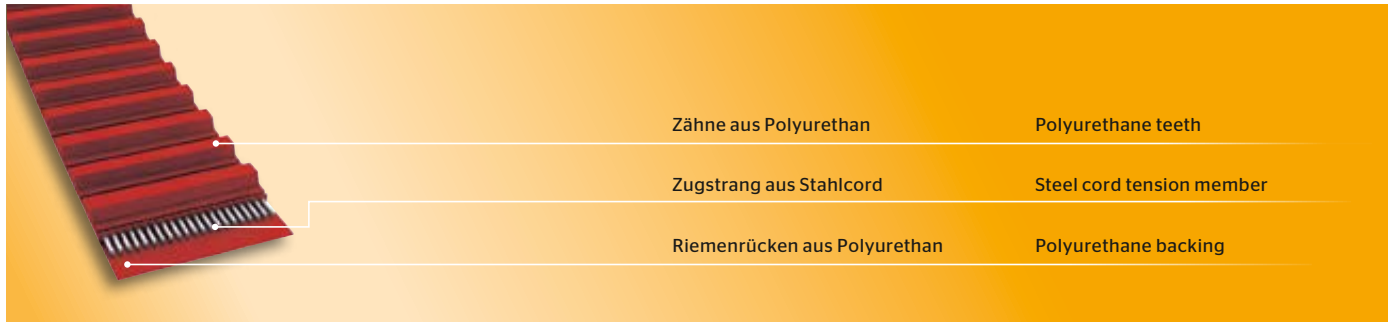 Zähne aus Polyurethan Polyurethane teeth
Zugstrang aus Stahlcord Steel cord tension member
Riemenrücken aus Polyurethan Polyurethane backing